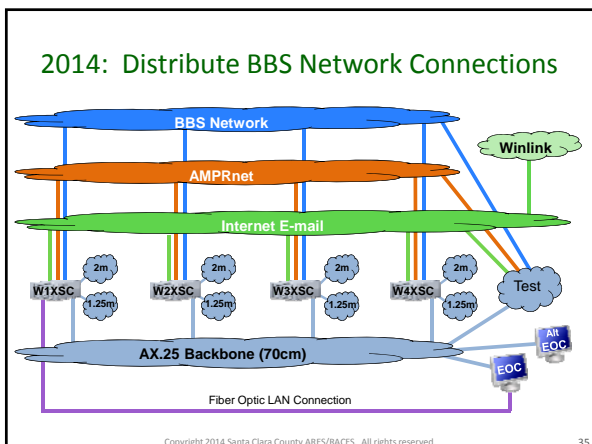 2014: Distribute BBS Network Connections
BBS Network
Winlink
AMPRnet
Internet E-mail
2m
2m
2m
2m
W1XSC
W2XSC
W3XSC
W4XSC
Test
1.25m
1.25m
1.25m
1.25m
AX.25 Backbone (70cm)
Alt
EOC
EOC
Fiber Optic LAN Connection
Copyright 2014 Santa Clara County ARES/RACES. All rights reserved.
35